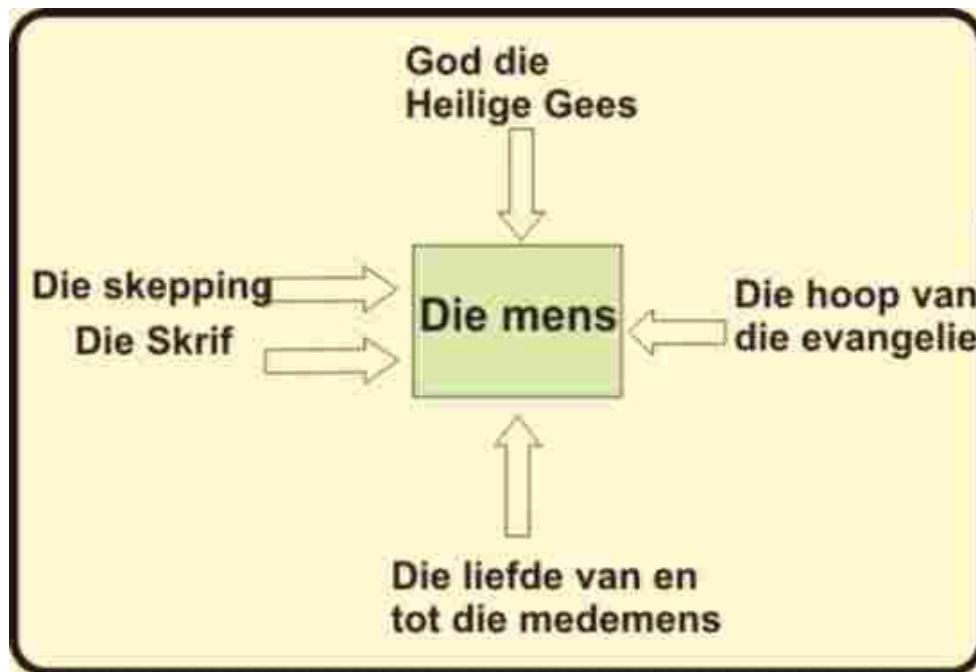 God die
Heilige Gees
Die skepping
Die Skrif
Die mens
Die hoop van
die evangelie
Die liefde van en
tot die medemens